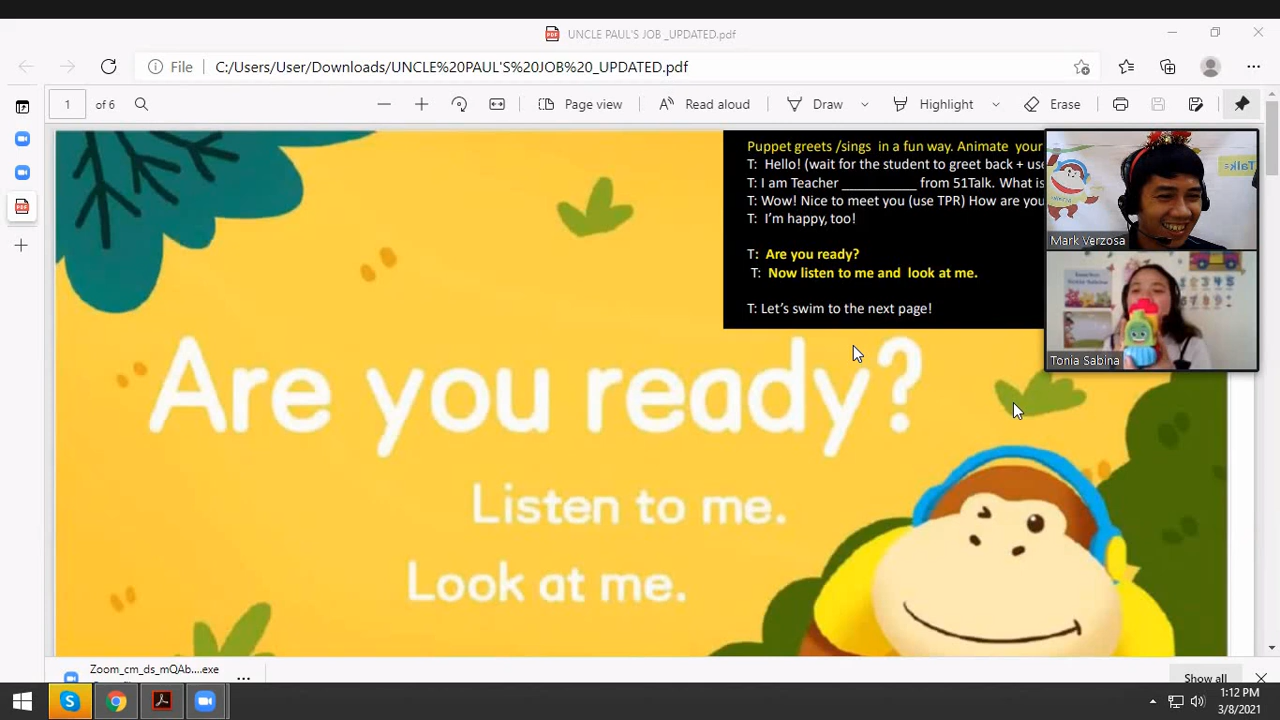 UNCLE PAUL'S JOB _UPDATED.pdf
File C:/Users/User/Downloads/UNCLE%20PAUL'S%20JOB%20_UPDATED.pdf
1 of 6 Page view Read aloud Draw Highlight Erase
Puppet greets /sings in a fun way. Animate your
T: Hello! (wait for the student to greet back + use
T: I am Teacher __________ from 51Talk. What is
T: Wow! Nice to meet you (use TPR) How are you
T: I'm happy, too!
T: Are you ready?
T: Now listen to me and look at me.
T: Let's swim to the next page!
Mark Verzosa
Tonia Sabina
Are you ready?
Listen to me.
Look at me.
Zoom_cm_ds_mQAb....exe
Show all
1:12 PM
3/8/2021